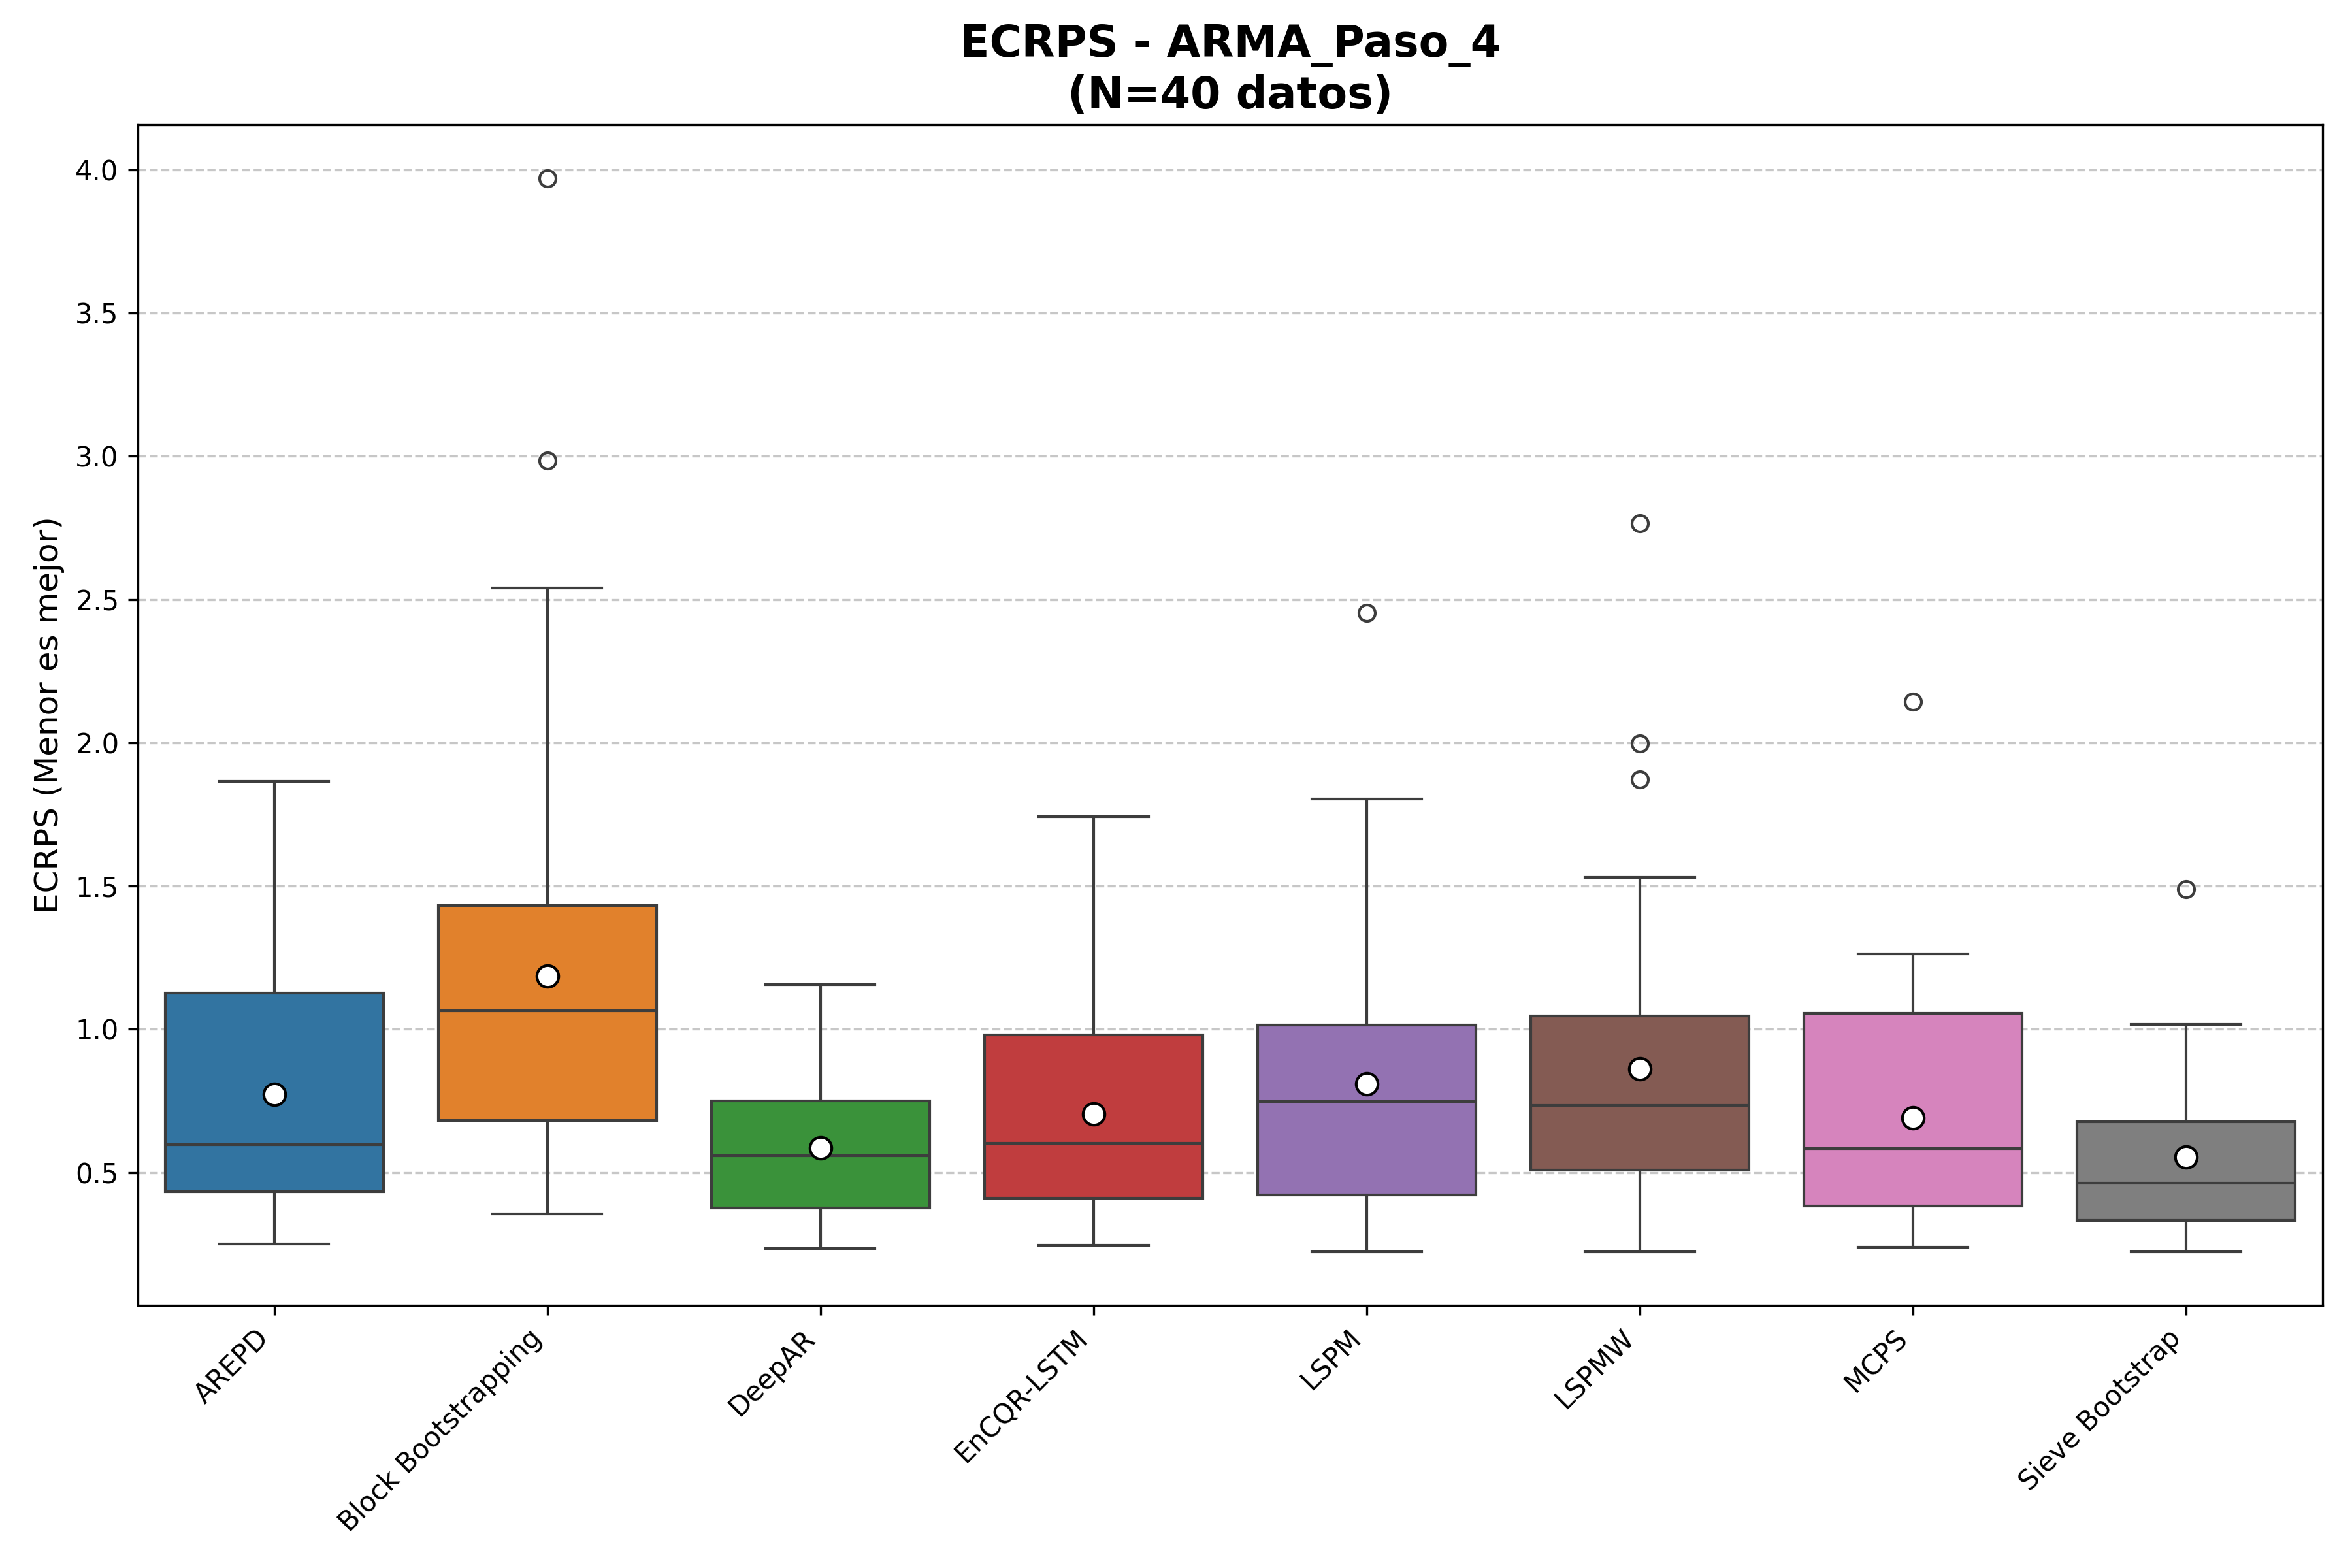 ECRPS - ARMA_Paso_4
(N=40 datos)
ECRPS (Menor es mejor)
4.0
3.5
3.0
2.5
2.0
1.5
1.0
0.5
AREPD
Block Bootstrapping
DeepAR
EnCQR-LSTM
LSPM
LSPMW
MCPS
Sieve Bootstrap